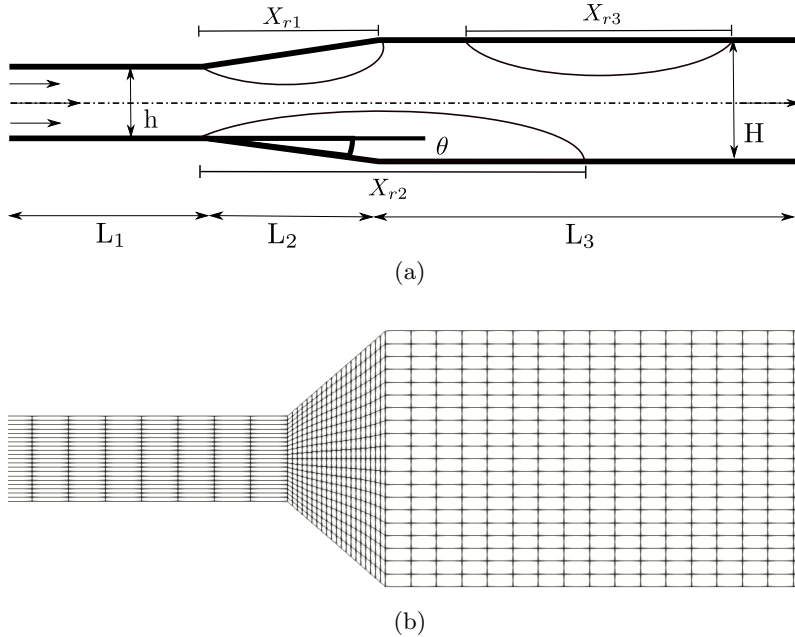 X_{r1}
X_{r3}
h
θ
H
X_{r2}
L_1
L_2
L_3
(a)
(b)